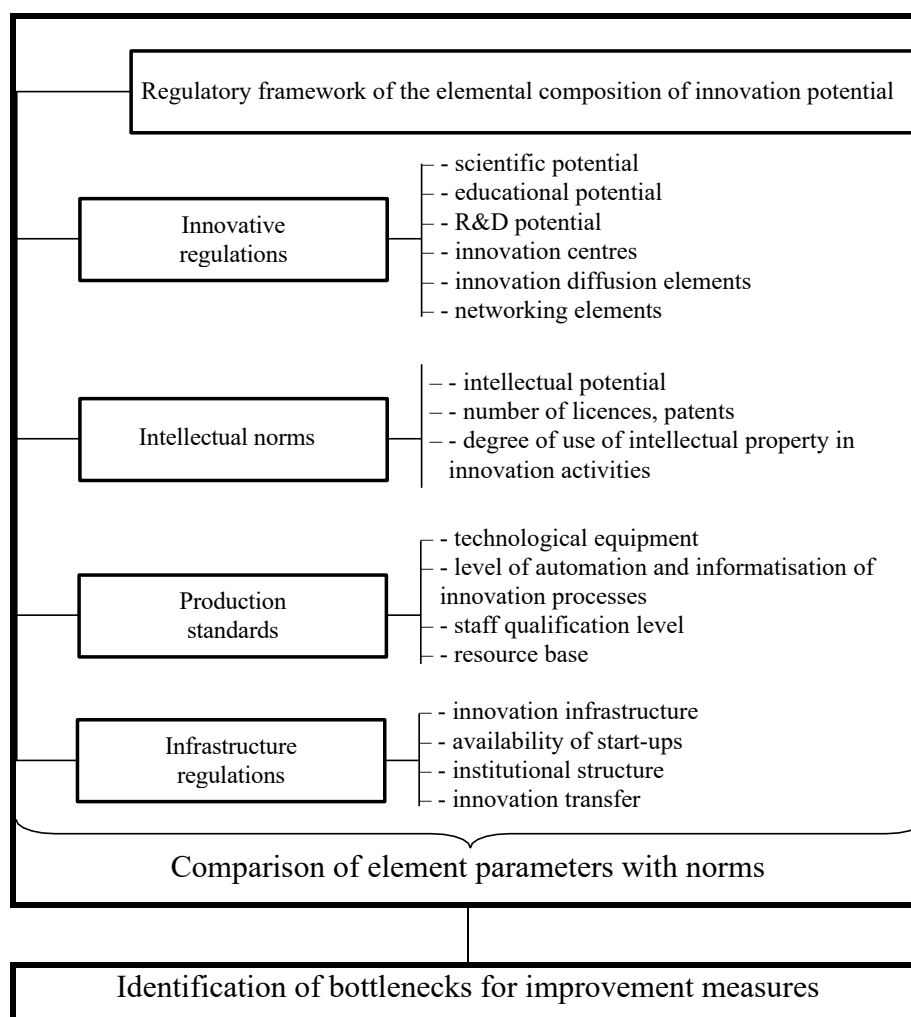 Regulatory framework of the elemental composition of innovation potential
Innovative
regulations
- scientific potential
- educational potential
- R&D potential
- innovation centres
- innovation diffusion elements
- networking elements
Intellectual norms
- intellectual potential
- number of licences, patents
- degree of use of intellectual property in
innovation activities
Production
standards
- technological equipment
- level of automation and informatisation of
innovation processes
- staff qualification level
- resource base
Infrastructure
regulations
- innovation infrastructure
- availability of start-ups
- institutional structure
- innovation transfer
Comparison of element parameters with norms
Identification of bottlenecks for improvement measures